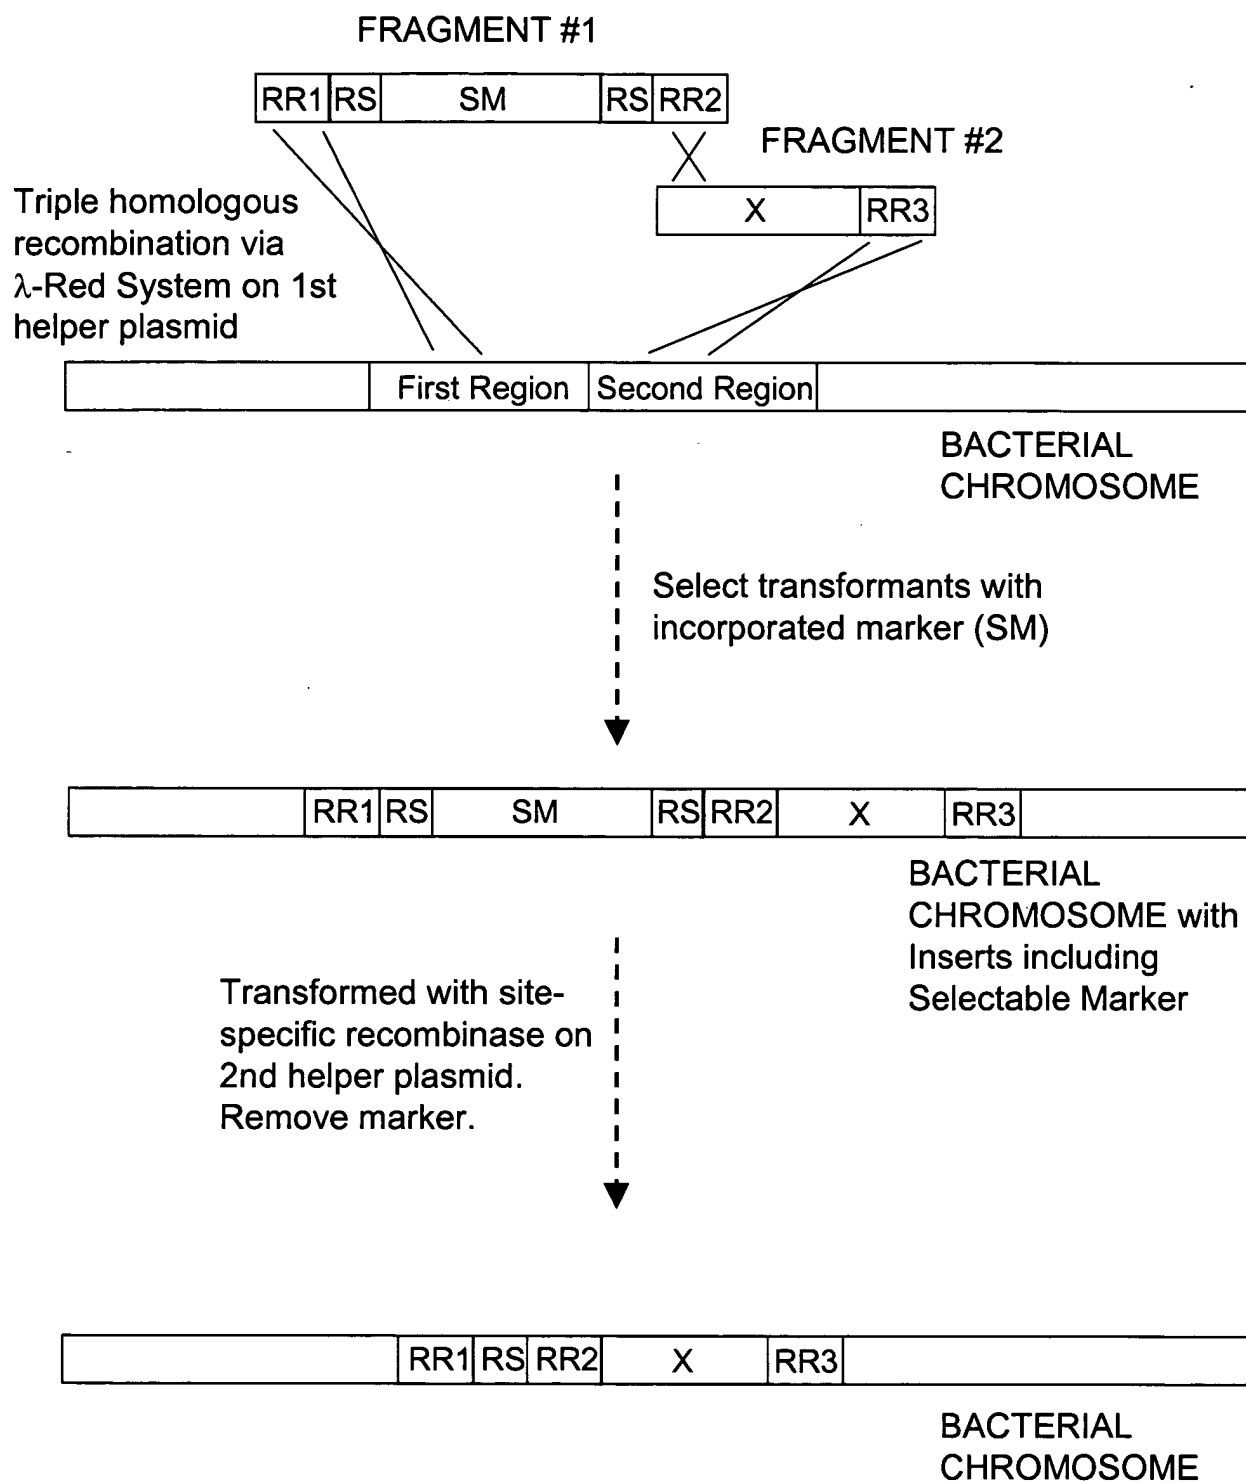 FRAGMENT #1
RR1 RS SM RS RR2
FRAGMENT #2
X RR3
Triple homologous
recombination via
λ-Red System on 1st
helper plasmid
First Region Second Region
BACTERIAL
CHROMOSOME
Select transformants with
incorporated marker (SM)
RR1 RS SM RS RR2 X RR3
BACTERIAL
CHROMOSOME with
Inserts including
Selectable Marker
Transformed with site-
specific recombinase on
2nd helper plasmid.
Remove marker.
RR1 RS RR2 X RR3
BACTERIAL
CHROMOSOME